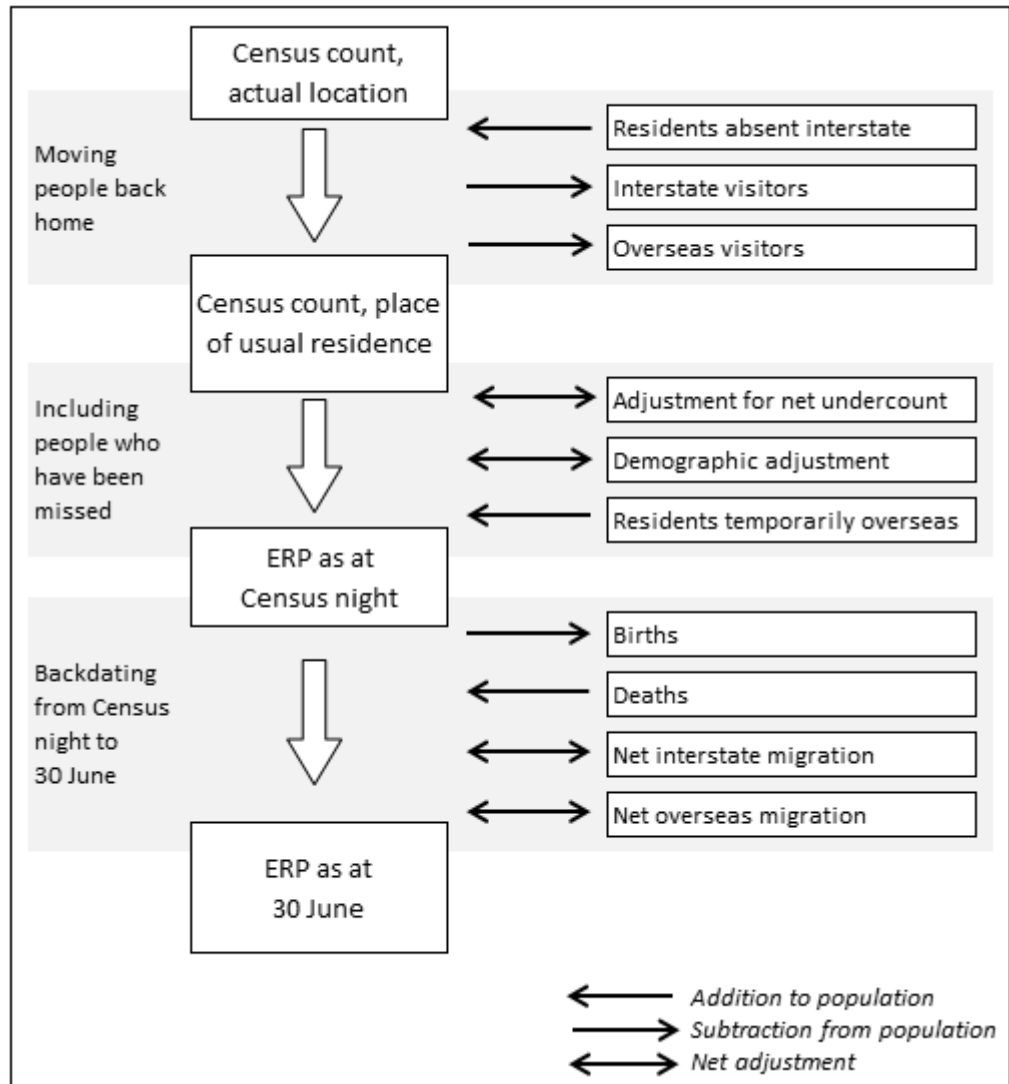 Census count,
actual location
Moving
people back
home
Residents absent interstate
Interstate visitors
Overseas visitors
Census count, place
of usual residence
Including
people who
have been
missed
Adjustment for net undercount
Demographic adjustment
Residents temporarily overseas
ERP as at
Census night
Backdating
from Census
night to
30 June
Births
Deaths
Net interstate migration
Net overseas migration
ERP as at
30 June
Addition to population
Subtraction from population
Net adjustment